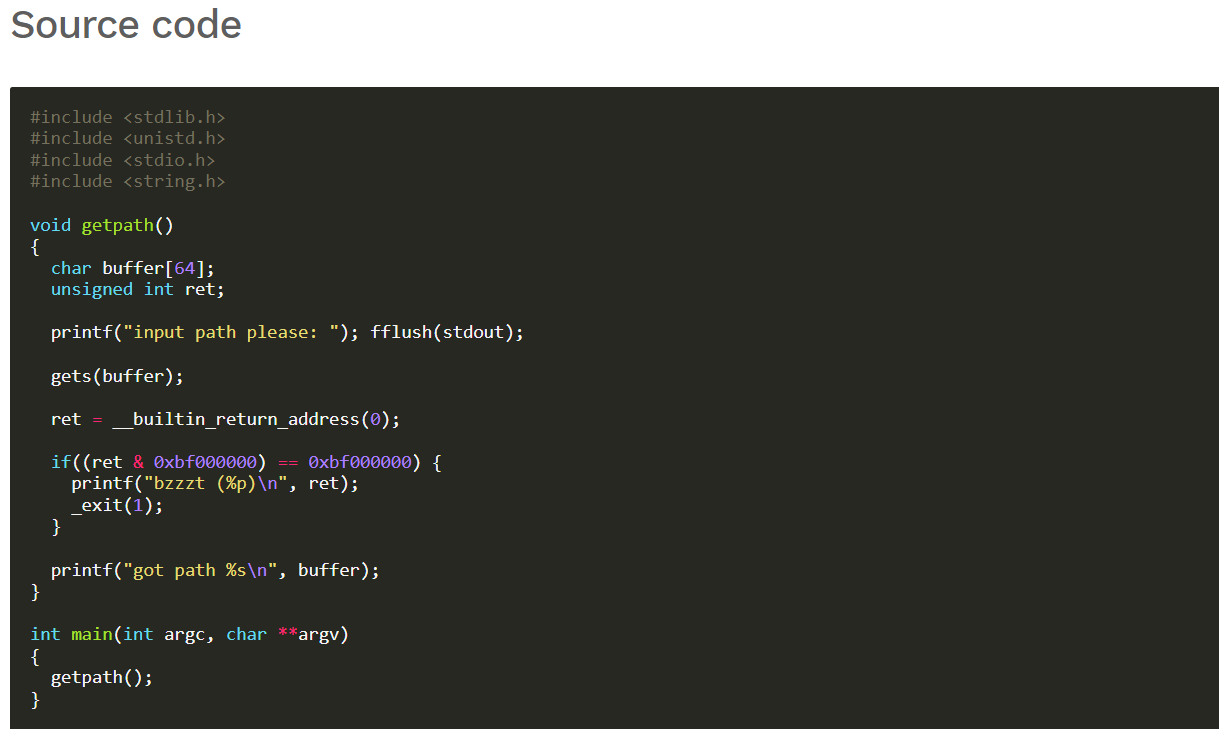 Source code
#include <stdlib.h>
#include <unistd.h>
#include <stdio.h>
#include <string.h>
void getpath()
{
  char buffer[64];
  unsigned int ret;
  printf("input path please: "); fflush(stdout);
  gets(buffer);
  ret = __builtin_return_address(0);
  if((ret & 0xbf000000) == 0xbf000000) {
    printf("bzzzt (%p)\n", ret);
    _exit(1);
  }
  printf("got path %s\n", buffer);
}
int main(int argc, char **argv)
{
  getpath();
}